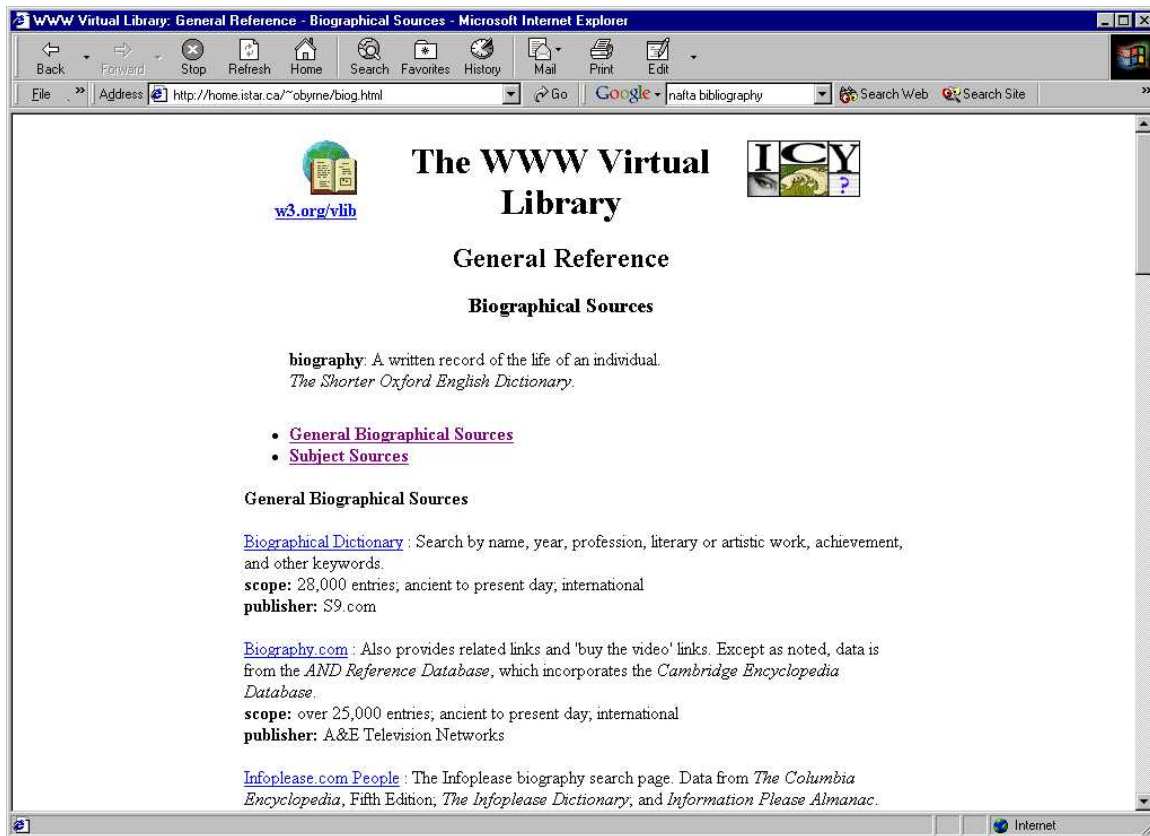 WWW Virtual Library: General Reference - Biographical Sources - Microsoft Internet Explorer
Back Forward Stop Refresh Home Search Favorites History Mail Print Edit
File » Address http://home.istar.ca/~obyrne/biog.html Go Google nafta bibliography Search Web Search Site »
The WWW Virtual
Library
ICY
?
w3.org/vlib
General Reference
Biographical Sources
biography: A written record of the life of an individual.
The Shorter Oxford English Dictionary.
• General Biographical Sources
• Subject Sources
General Biographical Sources
Biographical Dictionary : Search by name, year, profession, literary or artistic work, achievement,
and other keywords.
scope: 28,000 entries; ancient to present day; international
publisher: S9.com
Biography.com : Also provides related links and 'buy the video' links. Except as noted, data is
from the AND Reference Database, which incorporates the Cambridge Encyclopedia
Database.
scope: over 25,000 entries; ancient to present day; international
publisher: A&E Television Networks
Infoplease.com People : The Infoplease biography search page. Data from The Columbia
Encyclopedia, Fifth Edition; The Infoplease Dictionary; and Information Please Almanac.
Internet